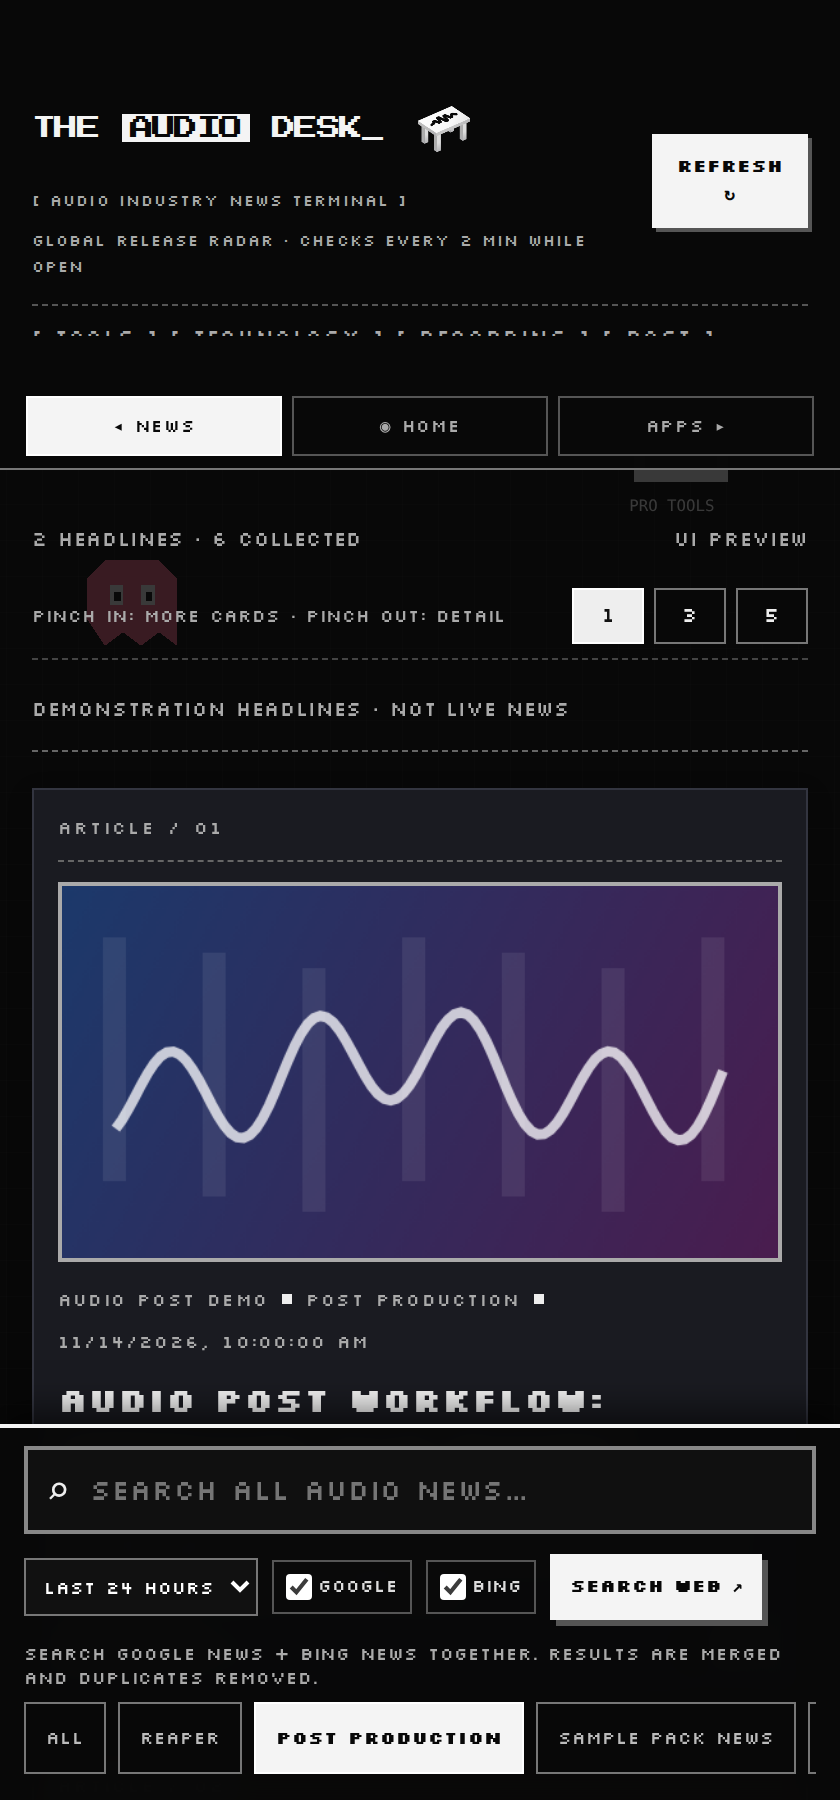 THE AUDIO DESK_
REFRESH
↻
[ AUDIO INDUSTRY NEWS TERMINAL ]
GLOBAL RELEASE RADAR · CHECKS EVERY 2 MIN WHILE
OPEN
[ TOOLS ] [ TECHNOLOGY ] [ RECORDING ] [ POST ]
◂ NEWS
◉ HOME
APPS ▸
PRO TOOLS
2 HEADLINES · 6 COLLECTED
UI PREVIEW
PINCH IN: MORE CARDS · PINCH OUT: DETAIL
1
3
5
DEMONSTRATION HEADLINES · NOT LIVE NEWS
ARTICLE / 01
AUDIO POST DEMO ■ POST PRODUCTION ■
11/14/2026, 10:00:00 AM
AUDIO POST WORKFLOW:
SEARCH ALL AUDIO NEWS…
LAST 24 HOURS
GOOGLE
BING
SEARCH WEB ↗
SEARCH GOOGLE NEWS + BING NEWS TOGETHER. RESULTS ARE MERGED
AND DUPLICATES REMOVED.
ALL
REAPER
POST PRODUCTION
SAMPLE PACK NEWS